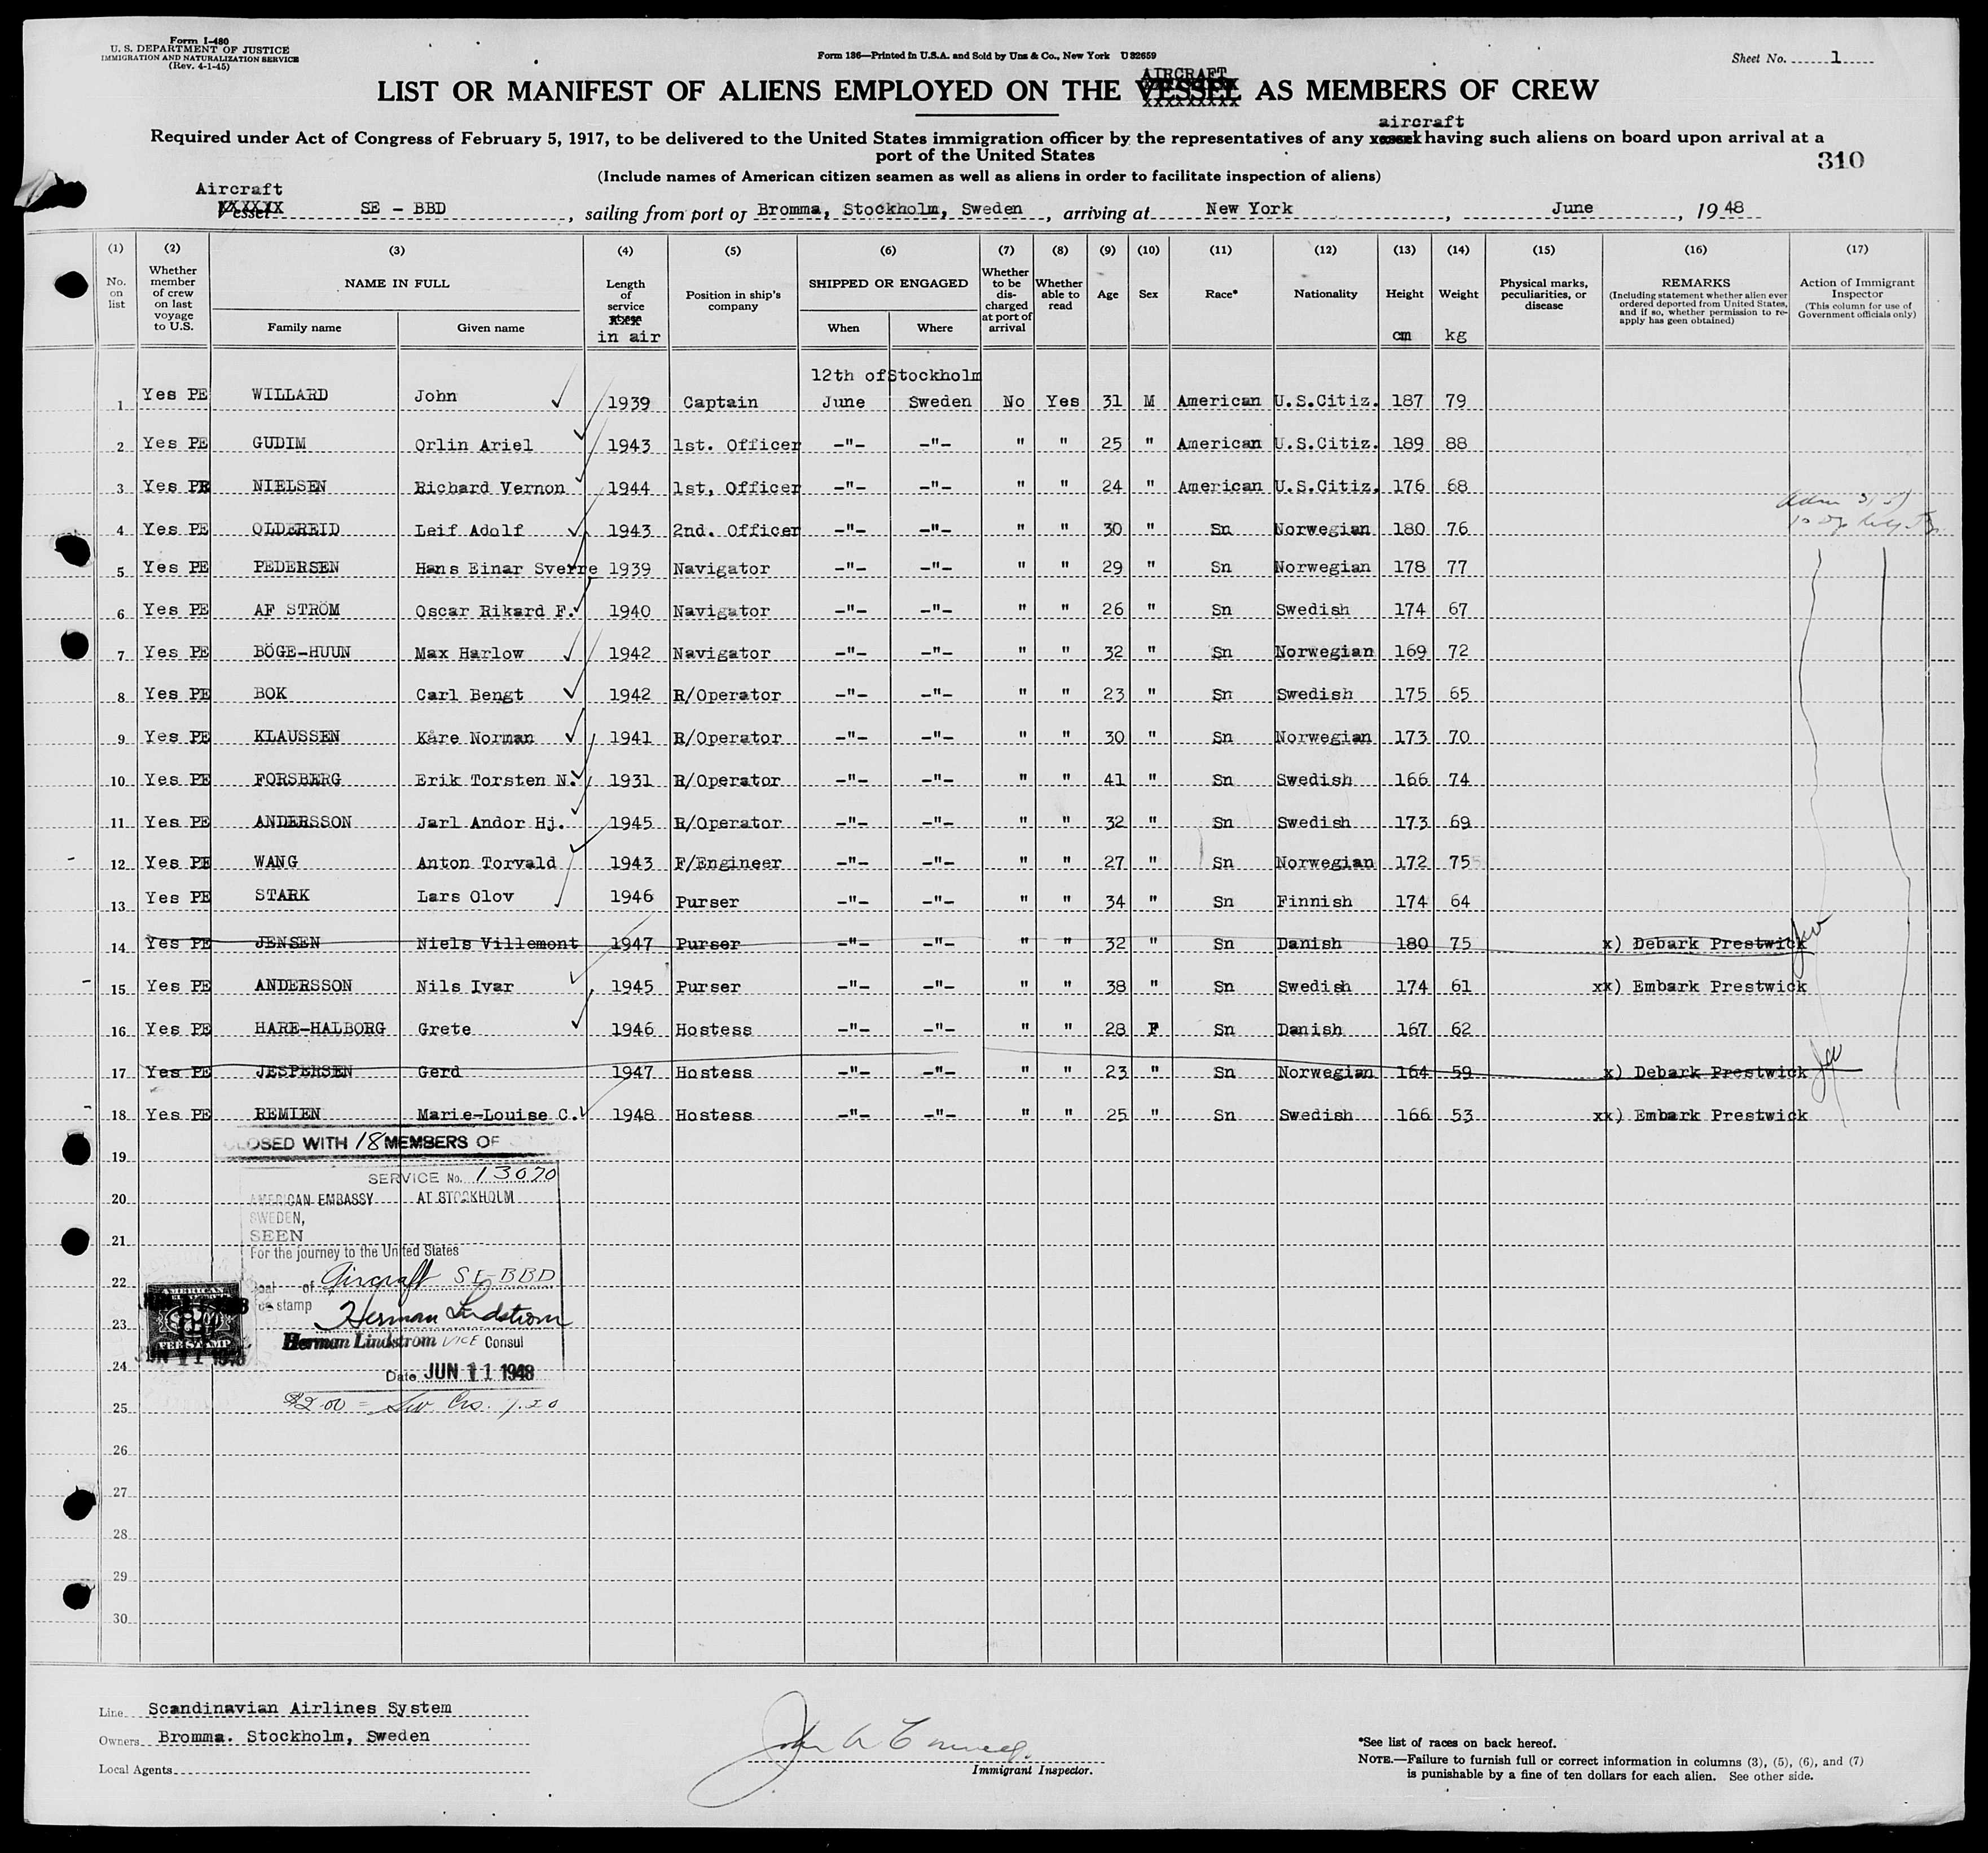 Form I-480
U. S. DEPARTMENT OF JUSTICE
IMMIGRATION AND NATURALIZATION SERVICE
(Rev. 4-1-45)
Form 136—Printed in U.S.A. and Sold by Unz & Co., New York U 32659
Sheet No. 1
AIRCRAFT
LIST OR MANIFEST OF ALIENS EMPLOYED ON THE VESSEL AS MEMBERS OF CREW
aircraft
Required under Act of Congress of February 5, 1917, to be delivered to the United States immigration officer by the representatives of any vessel having such aliens on board upon arrival at a
port of the United States
310
(Include names of American citizen seamen as well as aliens in order to facilitate inspection of aliens)
Aircraft
Vessel SE - BBD, sailing from port of Bromma, Stockholm, Sweden, arriving at New York, June, 1948
(1) (2) (3) (4) (5) (6) (7) (8) (9) (10) (11) (12) (13) (14) (15) (16) (17)
No. on list
Whether member of crew on last voyage to U.S.
NAME IN FULL
Family name Given name
Length of service at sea in air
Position in ship's company
SHIPPED OR ENGAGED
When Where
Whether to be discharged at port of arrival
Whether able to read
Age
Sex
Race*
Nationality
Height cm
Weight kg
Physical marks, peculiarities, or disease
REMARKS
(Including statement whether alien ever ordered deported from United States, and if so, whether permission to reapply has geen obtained)
Action of Immigrant Inspector
(This column for use of Government officials only)
12th of Stockholm
1 Yes PE WILLARD John 1939 Captain June Sweden No Yes 31 M American U.S.Citiz. 187 79
2 Yes PE GUDIM Orlin Ariel 1943 1st. Officer -"- -"- " " 25 " American U.S.Citiz. 189 88
3 Yes PE NIELSEN Richard Vernon 1944 1st, Officer -"- -"- " " 24 " American U.S.Citiz. 176 68
4 Yes PE OLDEREID Leif Adolf 1943 2nd. Officer -"- -"- " " 30 " Sn Norwegian 180 76
5 Yes PE PEDERSEN Hans Einar Sverre 1939 Navigator -"- -"- " " 29 " Sn Norwegian 178 77
6 Yes PE AF STRÖM Oscar Rikard F. 1940 Navigator -"- -"- " " 26 " Sn Swedish 174 67
7 Yes PE BÖGE-HUUN Max Harlow 1942 Navigator -"- -"- " " 32 " Sn Norwegian 169 72
8 Yes PE BOK Carl Bengt 1942 R/Operator -"- -"- " " 23 " Sn Swedish 175 65
9 Yes PE KLAUSSEN Kåre Norman 1941 R/Operator -"- -"- " " 30 " Sn Norwegian 173 70
10 Yes PE FORSBERG Erik Torsten N. 1931 R/Operator -"- -"- " " 41 " Sn Swedish 166 74
11 Yes PE ANDERSSON Jarl Andor Hj. 1945 R/Operator -"- -"- " " 32 " Sn Swedish 173 69
12 Yes PE WANG Anton Torvald 1943 F/Engineer -"- -"- " " 27 " Sn Norwegian 172 75
13 Yes PE STARK Lars Olov 1946 Purser -"- -"- " " 34 " Sn Finnish 174 64
14 Yes PE JENSEN Niels Villemont 1947 Purser -"- -"- " " 32 " Sn Danish 180 75 x) Debark Prestwick
15 Yes PE ANDERSSON Nils Ivar 1945 Purser -"- -"- " " 38 " Sn Swedish 174 61 xx) Embark Prestwick
16 Yes PE HARE-HALBORG Grete 1946 Hostess -"- -"- " " 28 F Sn Danish 167 62
17 Yes PE JESPERSEN Gerd 1947 Hostess -"- -"- " " 23 " Sn Norwegian 164 59 x) Debark Prestwick
18 Yes PE REMIEN Marie-Louise C. 1948 Hostess -"- -"- " " 25 " Sn Swedish 166 53 xx) Embark Prestwick
CLOSED WITH 18 MEMBERS OF
19
SERVICE No. 13070
20 AMERICAN EMBASSY AT STOCKHOLM
SWEDEN,
SEEN
21
For the journey to the United States
22 of Aircraft SE-BBD
stamp
23 Herman Lindstrom
Herman Lindstrom VICE Consul
24 Date JUN 11 1948
$2.00 = Sw. Crs. 7.20
25
26
27
28
29
30
Line Scandinavian Airlines System
Owners Bromma. Stockholm, Sweden
Local Agents
Immigrant Inspector.
*See list of races on back hereof.
NOTE.—Failure to furnish full or correct information in columns (3), (5), (6), and (7)
is punishable by a fine of ten dollars for each alien. See other side.